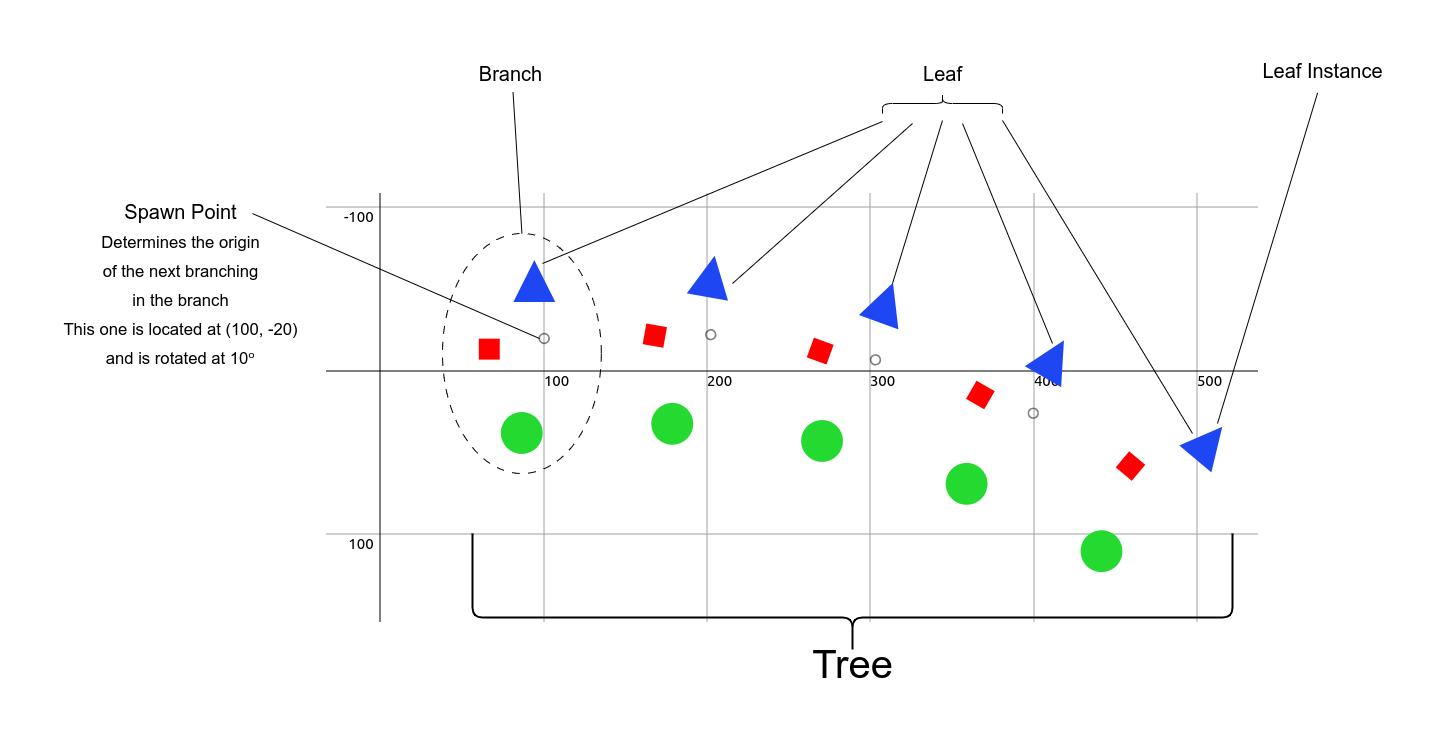 Branch
Leaf
Leaf Instance
Spawn Point
Determines the origin
of the next branching
in the branch
This one is located at (100, -20)
and is rotated at 10º
-100
100
200
300
400
500
100
Tree